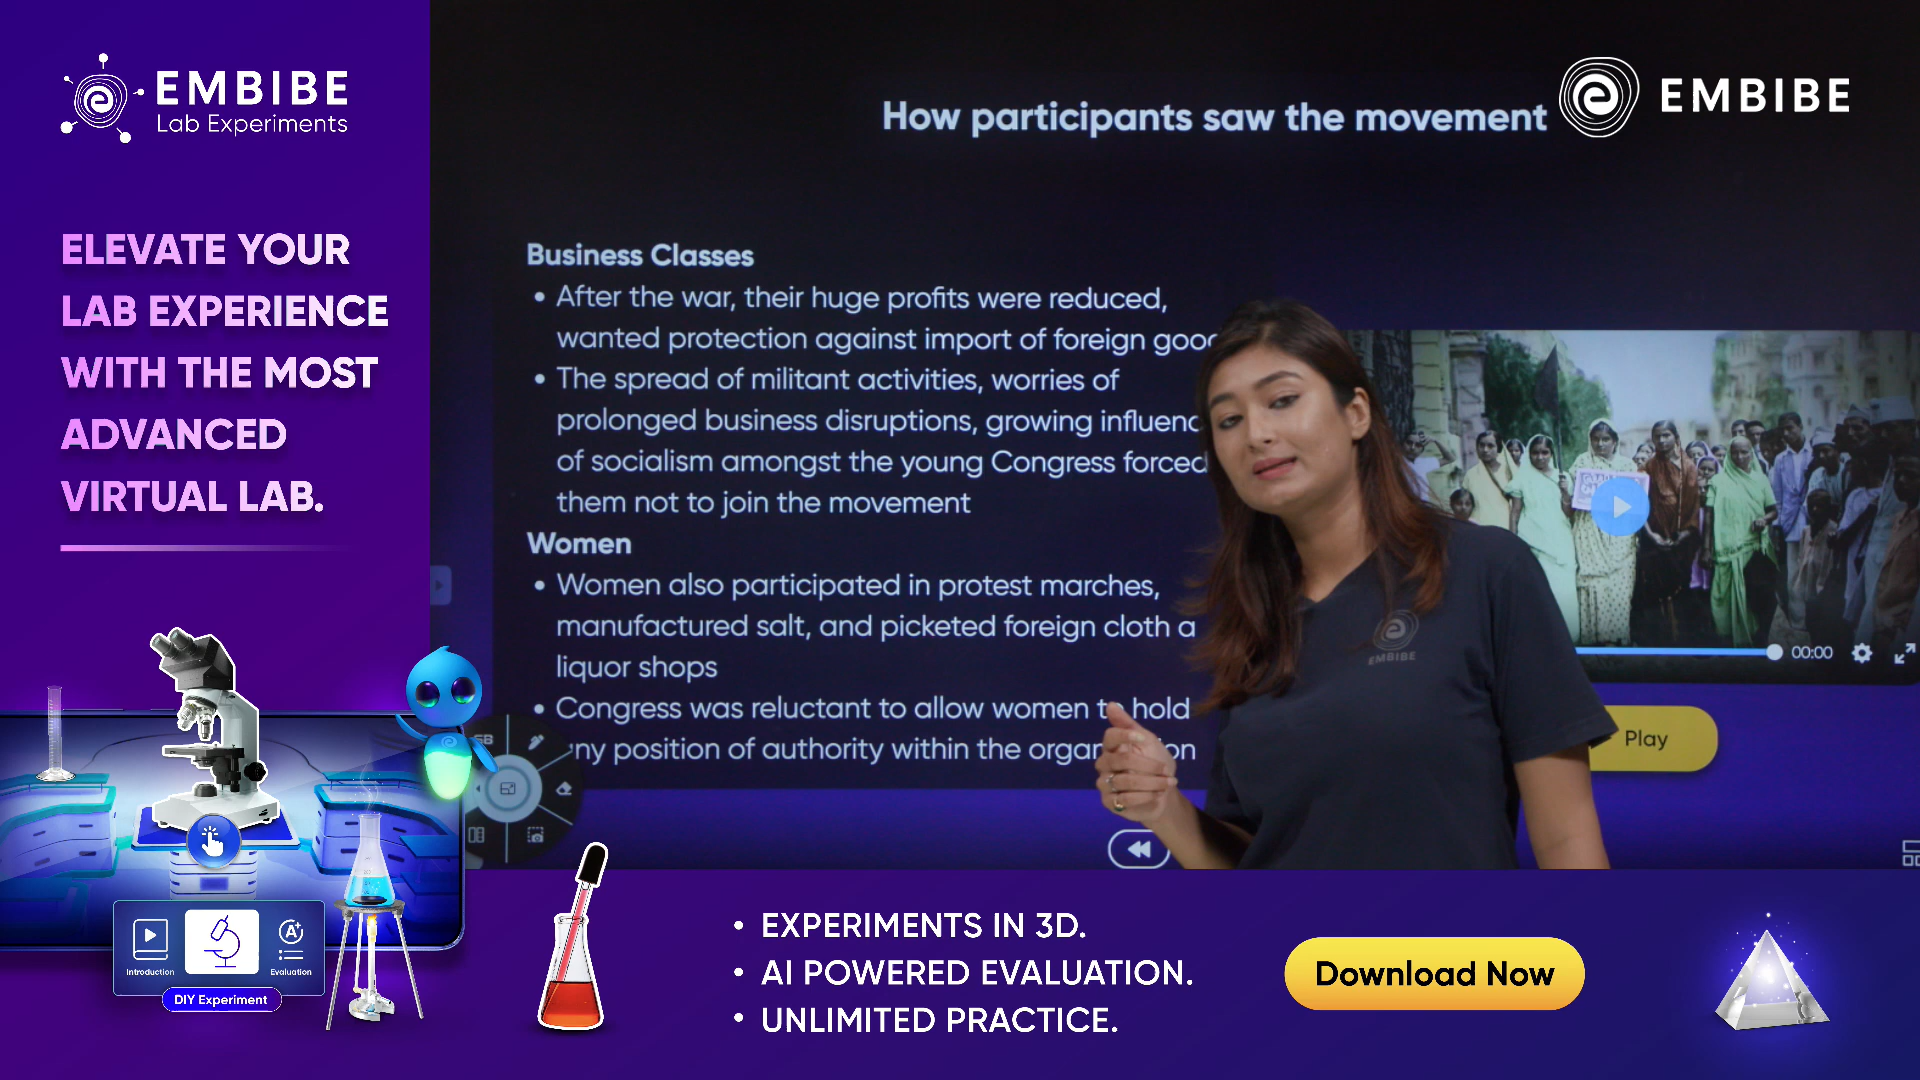 EMBIBE
Lab Experiments
ELEVATE YOUR
LAB EXPERIENCE
WITH THE MOST
ADVANCED
VIRTUAL LAB.
Introduction
Evaluation
A+
DIY Experiment
How participants saw the movement
EMBIBE
Business Classes
• After the war, their huge profits were reduced,
wanted protection against import of foreign
• The spread of militant activities, worries of
prolonged business disruptions, growing
of socialism amongst the young Congress forced
them not to join the movement
Women
• Women also participated in protest marches,
manufactured salt, and picketed foreign cloth
liquor shops
• Congress was reluctant to allow women to hold
position of authority within the
EMBIBE
00:00
Play
• EXPERIMENTS IN 3D.
• AI POWERED EVALUATION.
• UNLIMITED PRACTICE.
Download Now